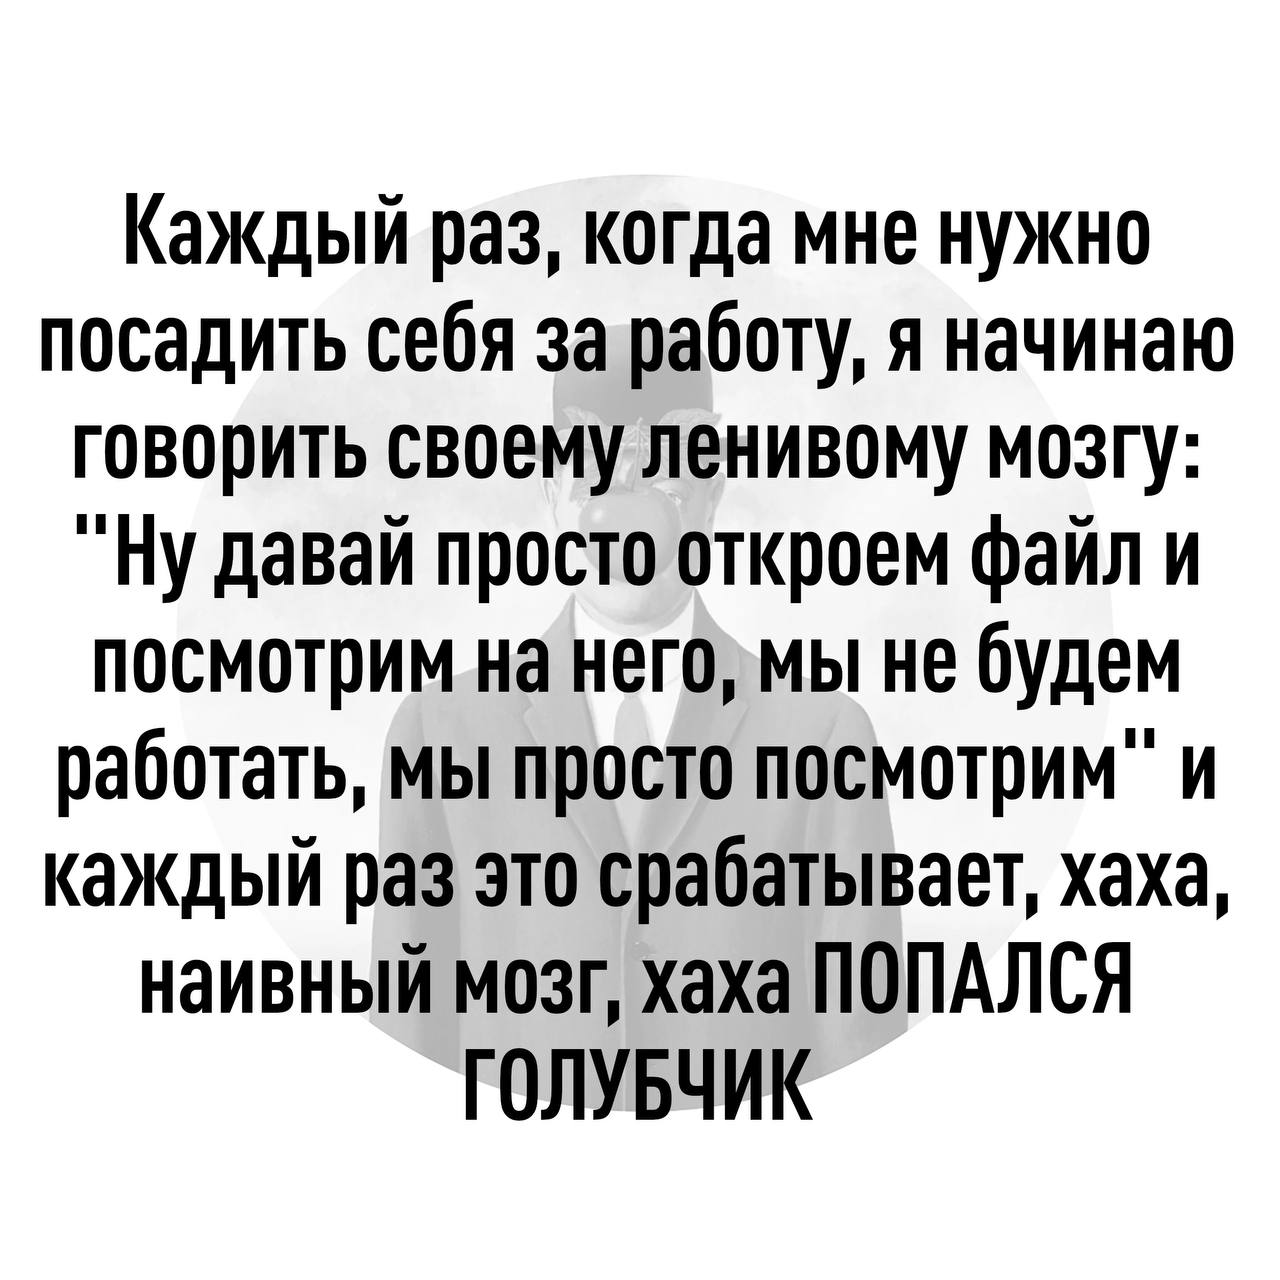 Каждый раз, когда мне нужно
посадить себя за работу, я начинаю
говорить своему ленивому мозгу:
"Ну давай просто откроем файл и
посмотрим на него, мы не будем
работать, мы просто посмотрим" и
каждый раз это срабатывает, хаха,
наивный мозг, хаха ПОПАЛСЯ
ГОЛУБЧИК